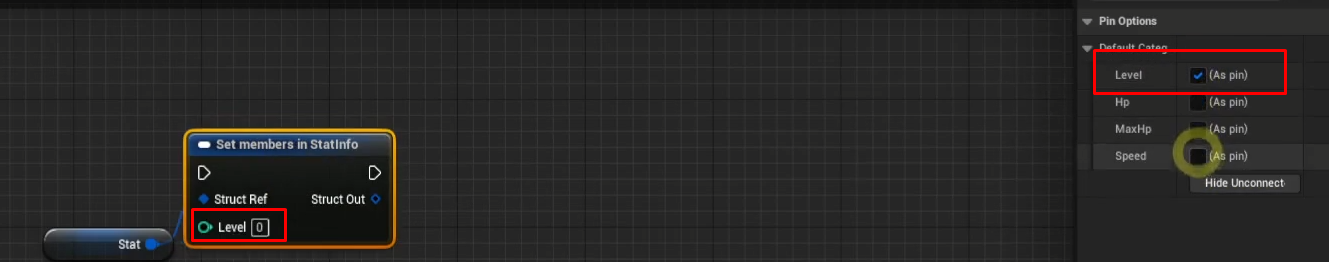 Pin Options
Default Categ
Level (As pin)
Hp (As pin)
MaxHp (As pin)
Speed (As pin)
Hide Unconnect
Set members in StatInfo
Struct Ref Struct Out
Level 0
Stat